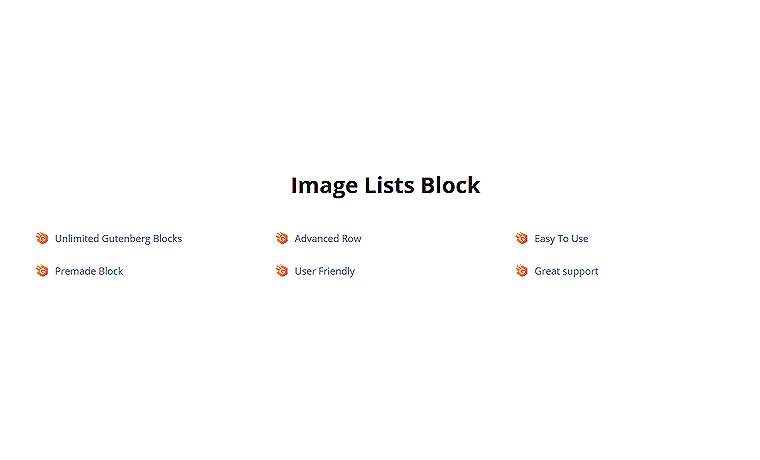 Image Lists Block
Unlimited Gutenberg Blocks
Advanced Row
Easy To Use
Premade Block
User Friendly
Great support